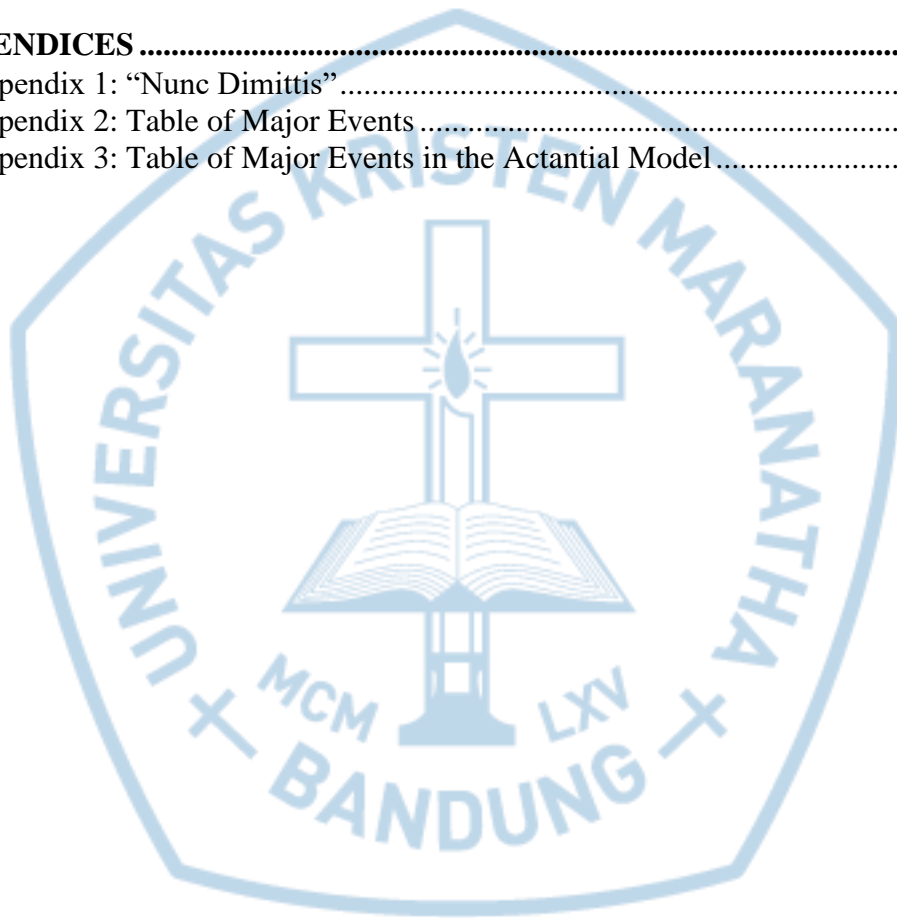 ENDICES ........................................................................................
pendix 1: “Nunc Dimittis” ........................................................................................
pendix 2: Table of Major Events ........................................................................................
pendix 3: Table of Major Events in the Actantial Model ...............................
UNIVERSITAS KRISTEN MARANATHA
MCM LXV
BANDUNG